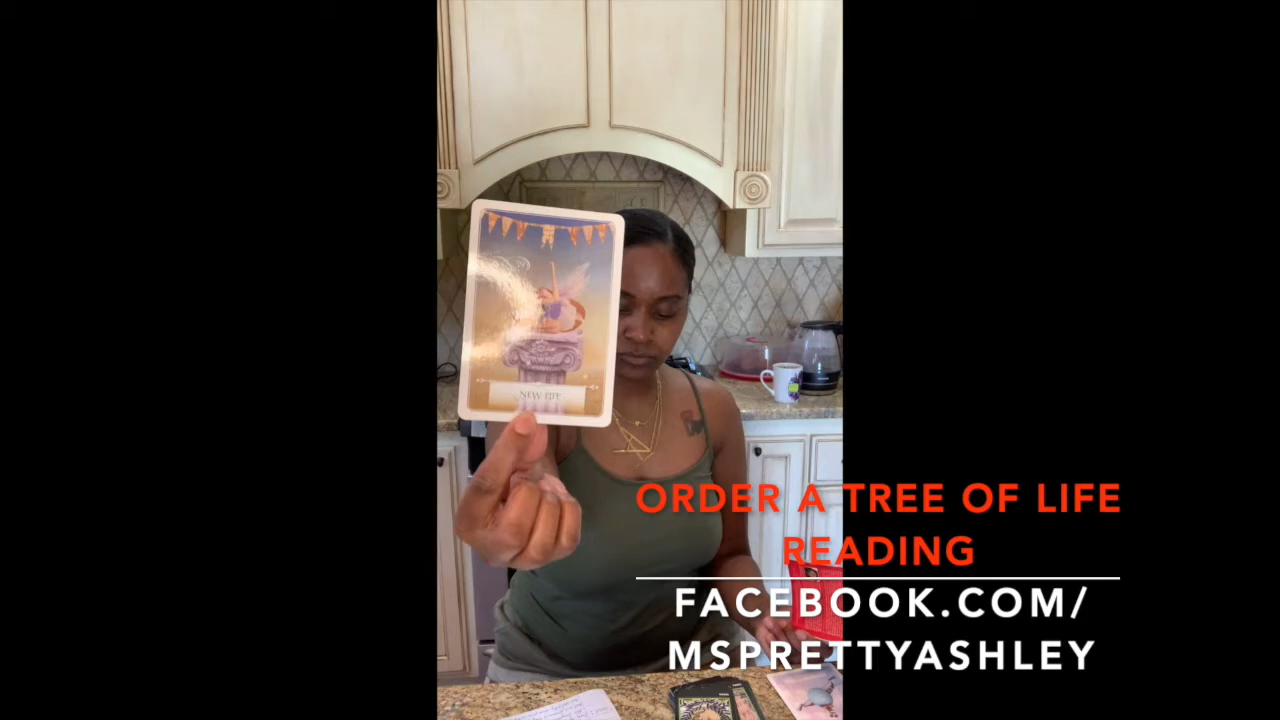 NEW LIFE
ORDER A TREE OF LIFE
READING
FACEBOOK.COM/
MSPRETTYASHLEY